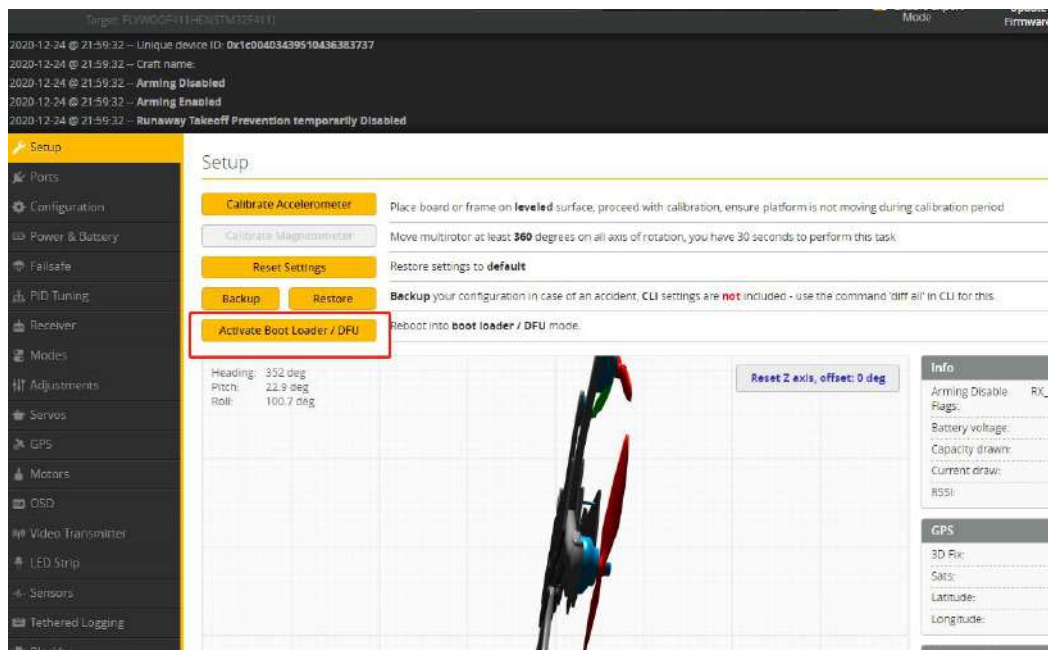 Target: FLYWOOF411HEX(STM32F411)
Mode
Update
Firmware
2020-12-24 @ 21:59:32 -- Unique device ID: 0x1c00403439510436383737
2020-12-24 @ 21:59:32 -- Craft name:
2020-12-24 @ 21:59:32 -- Arming Disabled
2020-12-24 @ 21:59:32 -- Arming Enabled
2020-12-24 @ 21:59:32 -- Runaway Takeoff Prevention temporarily Disabled
Setup
Ports
Configuration
Power & Battery
Failsafe
PID Tuning
Receiver
Modes
Adjustments
Servos
GPS
Motors
OSD
Video Transmitter
LED Strip
Sensors
Tethered Logging
Setup
Calibrate Accelerometer
Place board or frame on leveled surface, proceed with calibration, ensure platform is not moving during calibration period
Calibrate Magnetometer
Move multirotor at least 360 degrees on all axis of rotation, you have 30 seconds to perform this task
Reset Settings
Restore settings to default
Backup
Restore
Backup your configuration in case of an accident, CLI settings are not included - use the command 'diff all' in CLI for this.
Activate Boot Loader / DFU
Reboot into boot loader / DFU mode.
Heading: 352 deg
Pitch: 22.9 deg
Roll: 100.7 deg
Reset Z axis, offset: 0 deg
Info
Arming Disable Flags: RX_
Battery voltage:
Capacity drawn:
Current draw:
RSSI:
GPS
3D Fix:
Sats:
Latitude:
Longitude: